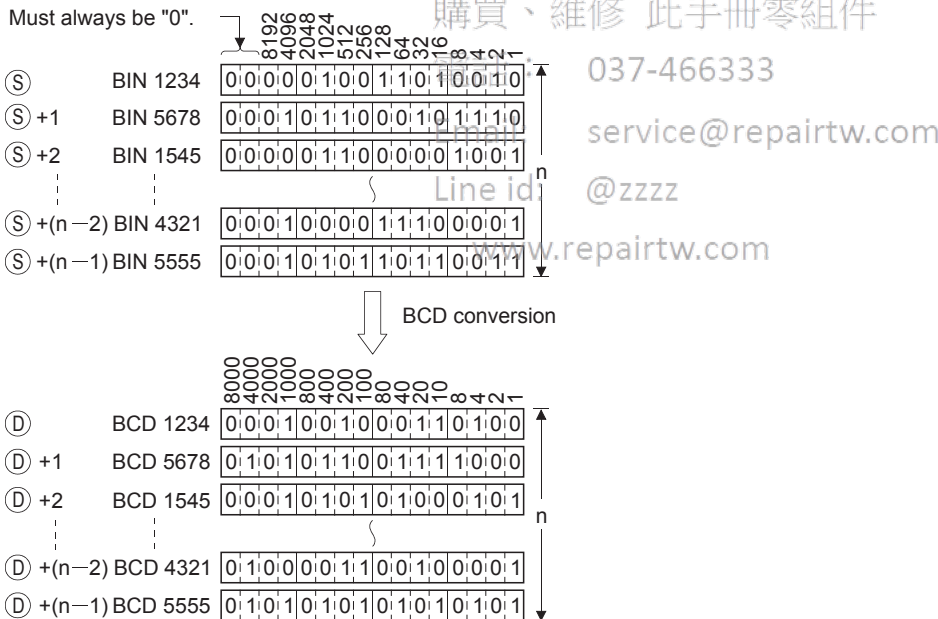 Must always be "0".
8192 4096 2048 1024 512 256 128 64 32 16 8 4 2 1
購買、維修 此手冊零組件
Ⓢ BIN 1234 0 0 0 0 0 1 0 0 1 1 0 1 0 0 1 0
電話： 037-466333
Ⓢ +1 BIN 5678 0 0 0 1 0 1 1 0 0 0 1 0 1 1 1 0
Email: service@repairtw.com
Ⓢ +2 BIN 1545 0 0 0 0 0 1 1 0 0 0 0 0 1 0 0 1
n
Line id: @zzzz
Ⓢ +(n—2) BIN 4321 0 0 0 1 0 0 0 0 1 1 1 0 0 0 0 1
www.repairtw.com
Ⓢ +(n—1) BIN 5555 0 0 0 1 0 1 0 1 1 0 1 1 0 0 1 1
BCD conversion
8000 4000 2000 1000 800 400 200 100 80 40 20 10 8 4 2 1
Ⓓ BCD 1234 0 0 0 1 0 0 1 0 0 0 1 1 0 1 0 0
Ⓓ +1 BCD 5678 0 1 0 1 0 1 1 0 0 1 1 1 1 0 0 0
Ⓓ +2 BCD 1545 0 0 0 1 0 1 0 1 0 1 0 0 0 1 0 1
n
Ⓓ +(n—2) BCD 4321 0 1 0 0 0 0 1 1 0 0 1 0 0 0 0 1
Ⓓ +(n—1) BCD 5555 0 1 0 1 0 1 0 1 0 1 0 1 0 1 0 1